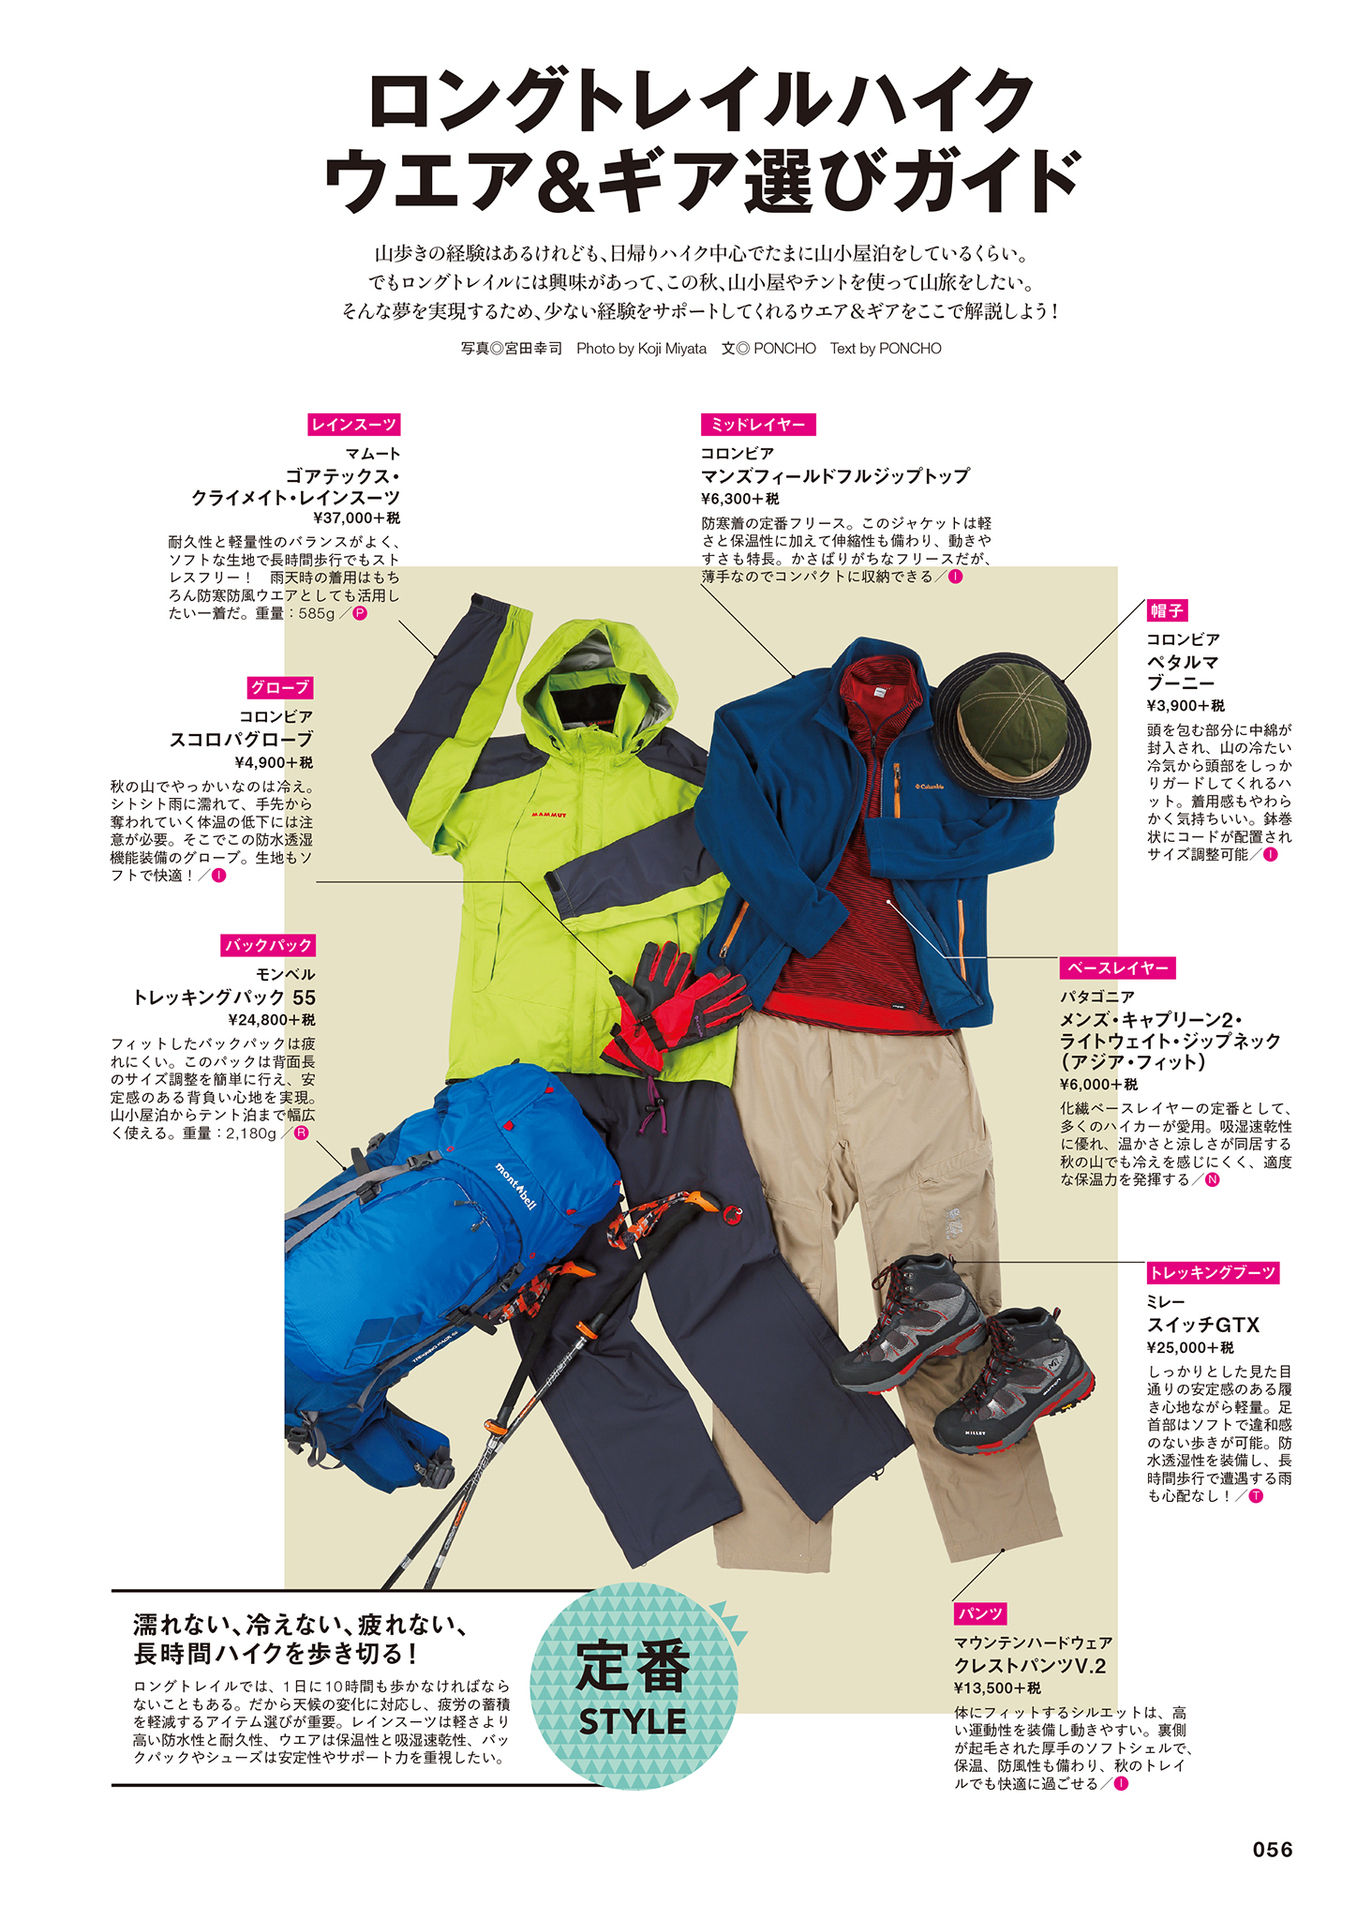 ロングトレイルハイク
ウエア&ギア選びガイド
山歩きの経験はあるけれども、日帰りハイク中心でたまに山小屋泊をしているくらい。
でもロングトレイルには興味があって、この秋、山小屋やテントを使って山旅をしたい。
そんな夢を実現するため、少ない経験をサポートしてくれるウエア&ギアをここで解説しよう！
写真◎宮田幸司　Photo by Koji Miyata　文◎ PONCHO　Text by PONCHO
レインスーツ
マムート
ゴアテックス・
クライメイト・レインスーツ
¥37,000+税
耐久性と軽量性のバランスがよく、
ソフトな生地で長時間歩行でもスト
レスフリー！　雨天時の着用はもち
ろん防寒防風ウエアとしても活用し
たい一着だ。重量：585g／P
グローブ
コロンビア
スコロパグローブ
¥4,900+税
秋の山でやっかいなのは冷え。
シトシト雨に濡れて、手先から
奪われていく体温の低下には注
意が必要。そこでこの防水透湿
機能装備のグローブ。生地もソ
フトで快適！／I
バックパック
モンベル
トレッキングパック 55
¥24,800+税
フィットしたバックパックは疲
れにくい。このパックは背面長
のサイズ調整を簡単に行え、安
定感のある背負い心地を実現。
山小屋泊からテント泊まで幅広
く使える。重量：2,180g／R
ミッドレイヤー
コロンビア
マンズフィールドフルジップトップ
¥6,300+税
防寒着の定番フリース。このジャケットは軽
さと保温性に加えて伸縮性も備わり、動きや
すさも特長。かさばりがちなフリースだが、
薄手なのでコンパクトに収納できる／I
帽子
コロンビア
ペタルマ
ブーニー
¥3,900+税
頭を包む部分に中綿が
封入され、山の冷たい
冷気から頭部をしっか
りガードしてくれるハ
ット。着用感もやわら
かく気持ちいい。鉢巻
状にコードが配置され
サイズ調整可能／I
ベースレイヤー
パタゴニア
メンズ・キャプリーン2・
ライトウェイト・ジップネック
（アジア・フィット）
¥6,000+税
化繊ベースレイヤーの定番として、
多くのハイカーが愛用。吸湿速乾性
に優れ、温かさと涼しさが同居する
秋の山でも冷えを感じにくく、適度
な保温力を発揮する／N
トレッキングブーツ
ミレー
スイッチGTX
¥25,000+税
しっかりとした見た目
通りの安定感のある履
き心地ながら軽量。足
首部はソフトで違和感
のない歩きが可能。防
水透湿性を装備し、長
時間歩行で遭遇する雨
も心配なし！／T
パンツ
マウンテンハードウェア
クレストパンツV.2
¥13,500+税
体にフィットするシルエットは、高
い運動性を装備し動きやすい。裏側
が起毛された厚手のソフトシェルで、
保温、防風性も備わり、秋のトレイ
ルでも快適に過ごせる／I
MAMMUT
Columbia
mont bell
TREKKING PACK 55
LEKI
MILLET
濡れない、冷えない、疲れない、
長時間ハイクを歩き切る！
ロングトレイルでは、1日に10時間も歩かなければなら
ないこともある。だから天候の変化に対応し、疲労の蓄積
を軽減するアイテム選びが重要。レインスーツは軽さより
高い防水性と耐久性、ウエアは保温性と吸湿速乾性、バッ
クパックやシューズは安定性やサポート力を重視したい。
定番
STYLE
056